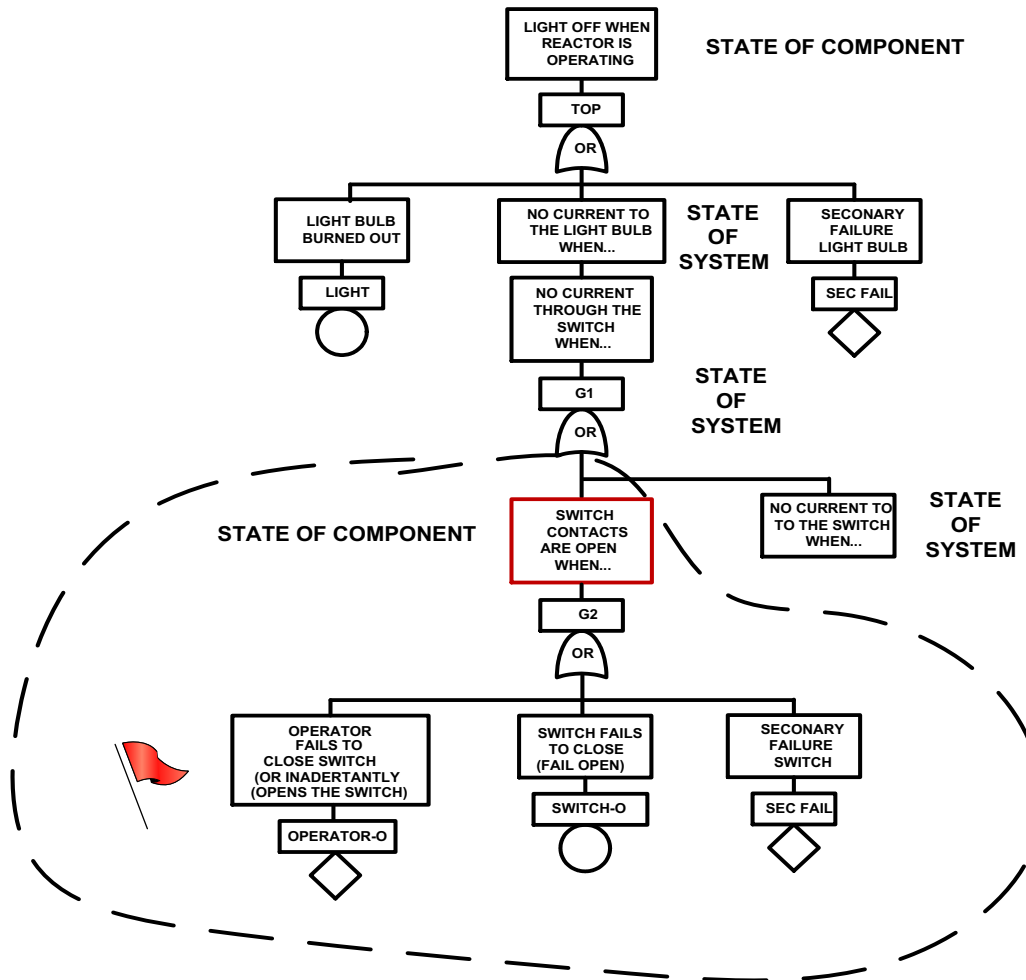 LIGHT OFF WHEN
REACTOR IS
OPERATING
STATE OF COMPONENT
TOP
OR
LIGHT BULB
BURNED OUT
NO CURRENT TO
THE LIGHT BULB
WHEN...
STATE
OF
SYSTEM
SECONARY
FAILURE
LIGHT BULB
LIGHT
NO CURRENT
THROUGH THE
SWITCH
WHEN...
SEC FAIL
G1
STATE
OF
SYSTEM
OR
STATE OF COMPONENT
SWITCH
CONTACTS
ARE OPEN
WHEN...
NO CURRENT TO
TO THE SWITCH
WHEN...
STATE
OF
SYSTEM
G2
OR
OPERATOR
FAILS TO
CLOSE SWITCH
(OR INADERTANTLY
(OPENS THE SWITCH)
SWITCH FAILS
TO CLOSE
(FAIL OPEN)
SECONARY
FAILURE
SWITCH
OPERATOR-O
SWITCH-O
SEC FAIL